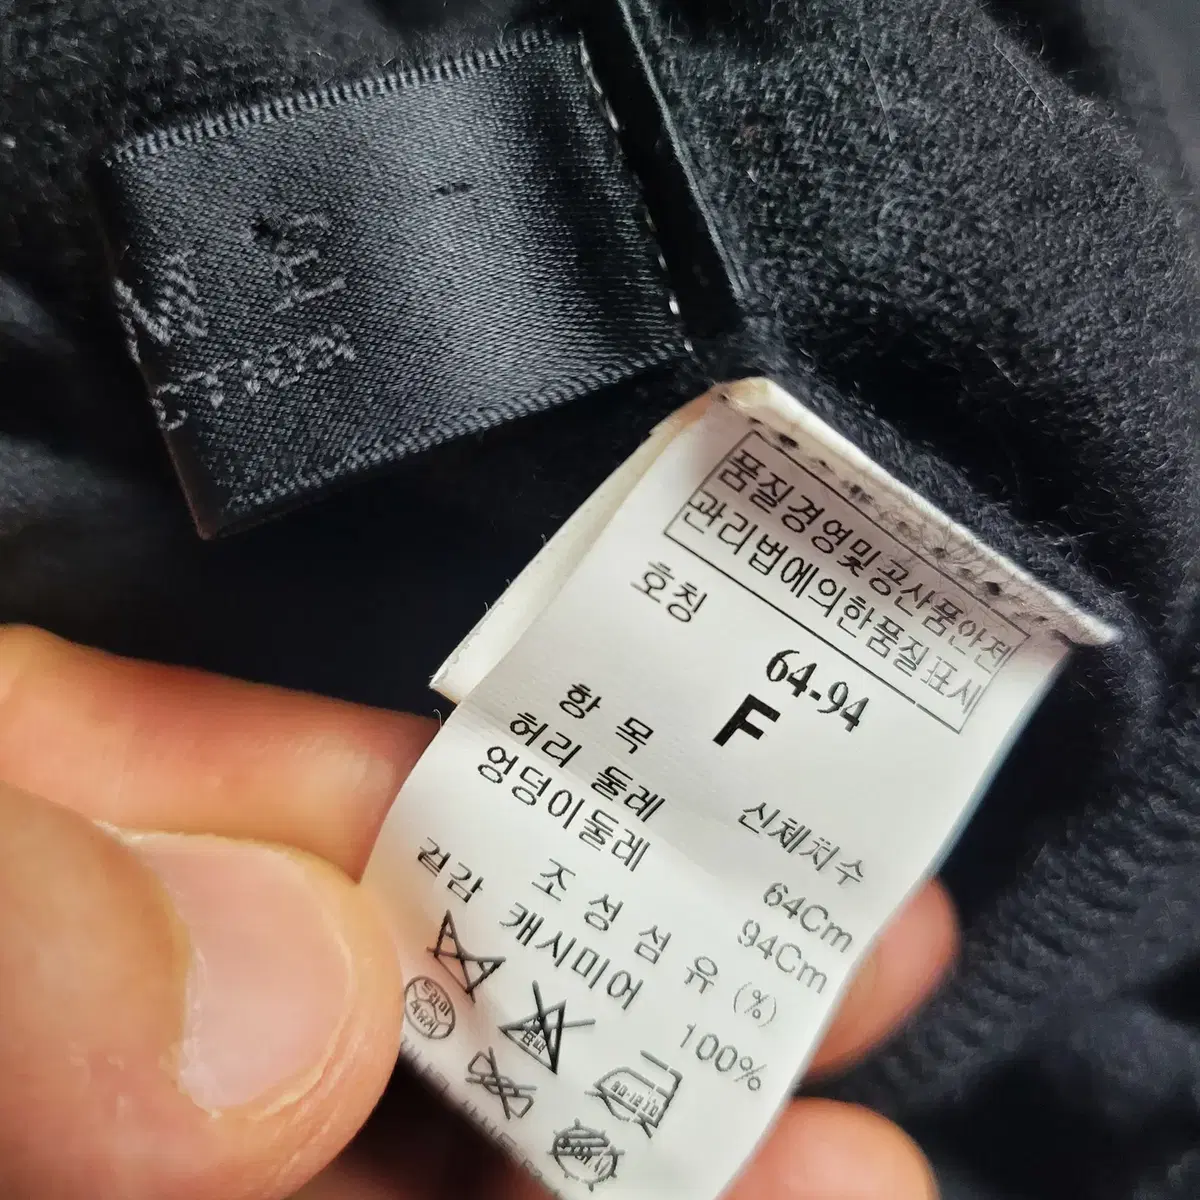 품질경영및공산품안전
관리법에의한품질표시
호칭
64-94
F
항 목 신체치수
허리 둘레 64Cm
엉덩이둘레 94Cm
조 성 섬 유 (%)
겉감 캐시미어 100%